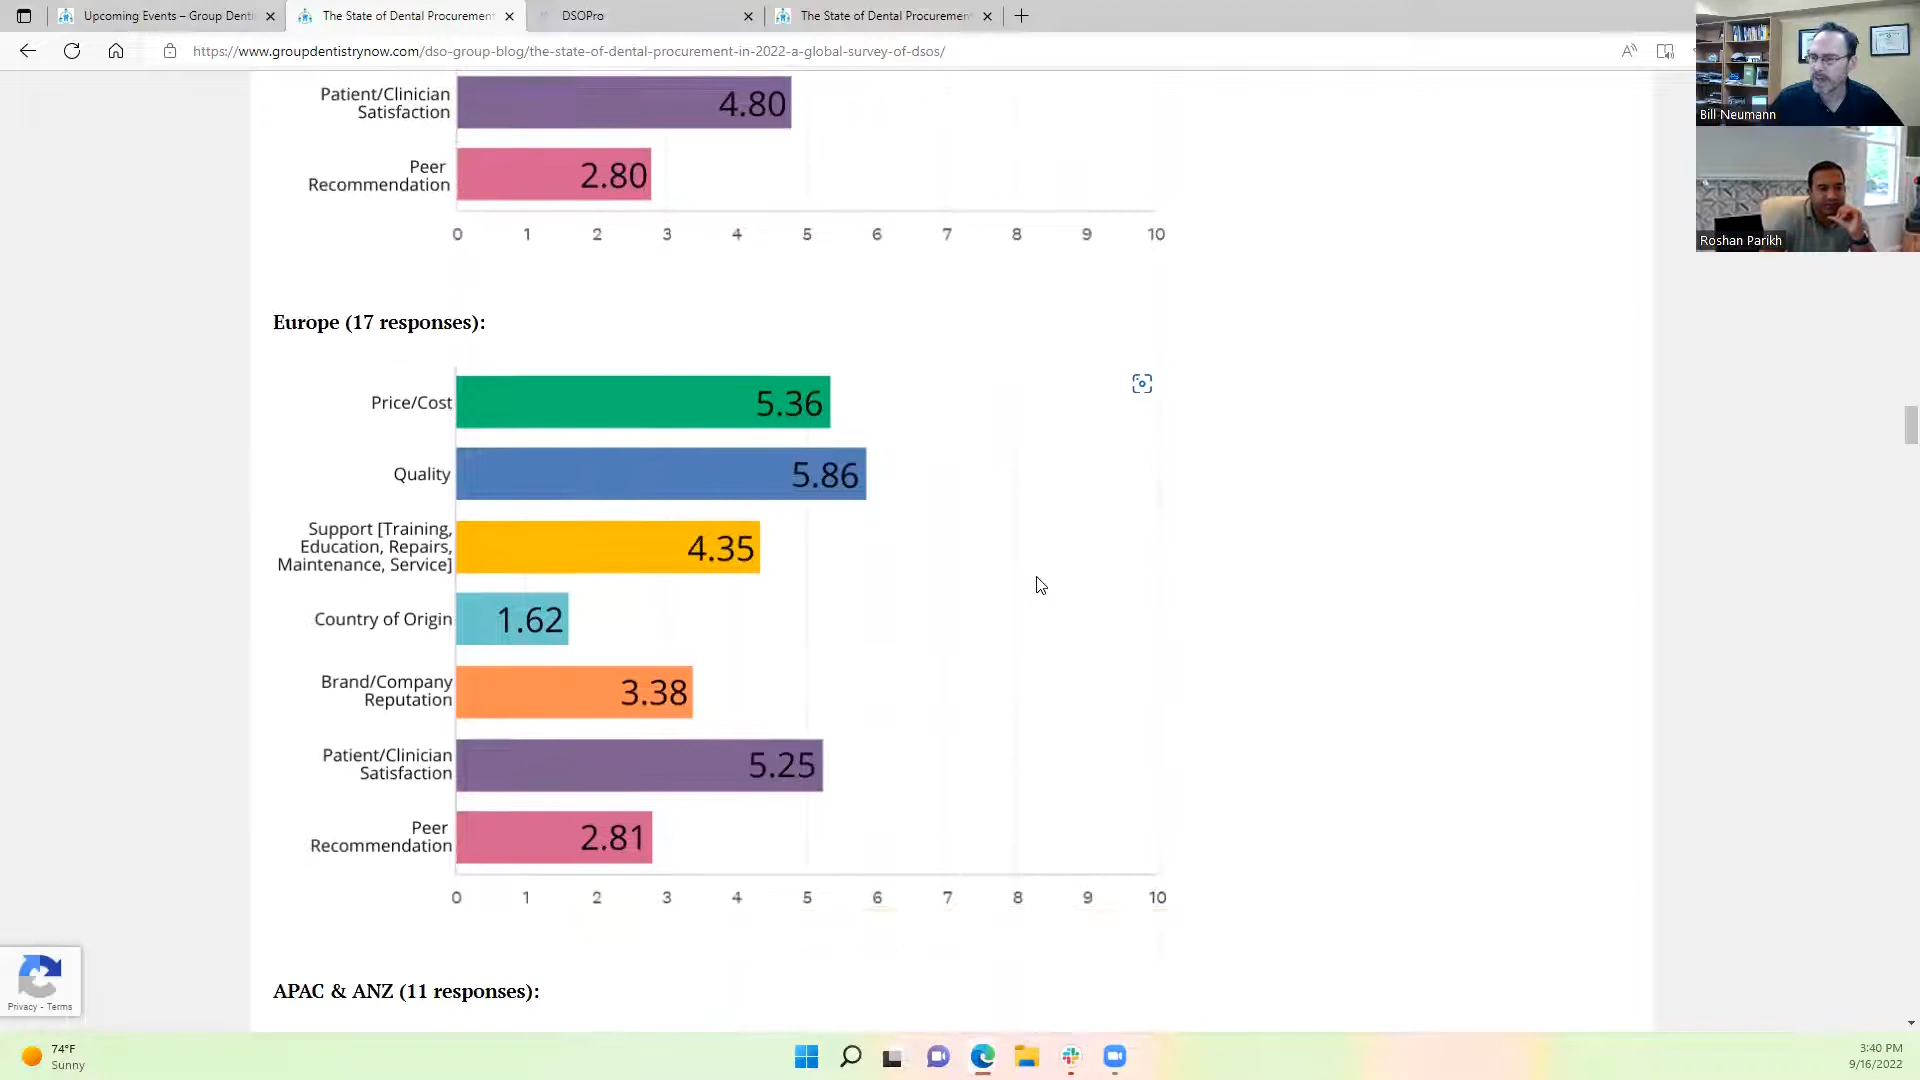 Upcoming Events – Group Denti
The State of Dental Procurement
DSOPro
The State of Dental Procuremen
https://www.groupdentistrynow.com/dso-group-blog/the-state-of-dental-procurement-in-2022-a-global-survey-of-dsos/
Bill Neumann
Roshan Parikh
Patient/Clinician
Satisfaction
4.80
Peer
Recommendation
2.80
0 1 2 3 4 5 6 7 8 9 10
Europe (17 responses):
Price/Cost
5.36
Quality
5.86
Support [Training,
Education, Repairs,
Maintenance, Service]
4.35
Country of Origin
1.62
Brand/Company
Reputation
3.38
Patient/Clinician
Satisfaction
5.25
Peer
Recommendation
2.81
0 1 2 3 4 5 6 7 8 9 10
APAC & ANZ (11 responses):
Privacy - Terms
74°F
Sunny
3:40 PM
9/16/2022